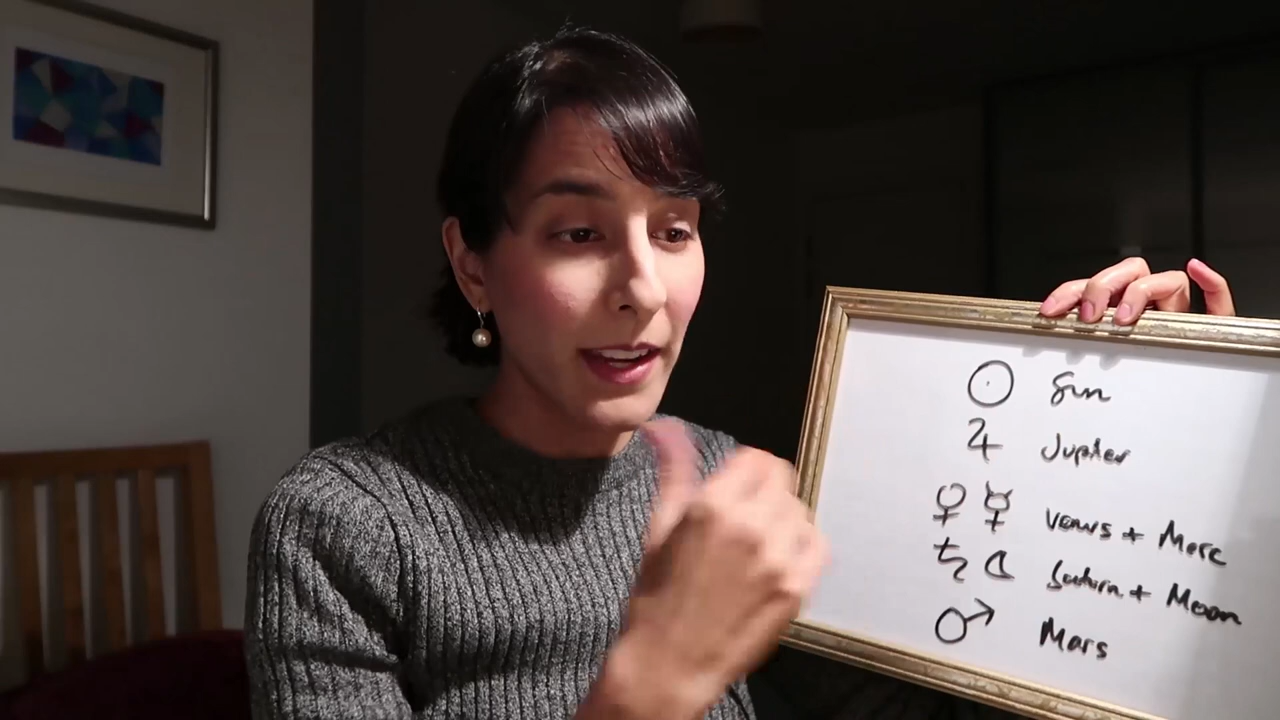 ☉ Sun
♃ Jupiter
♀ ☿ Venus + Merc
♄ ☾ Saturn + Moon
♂ Mars